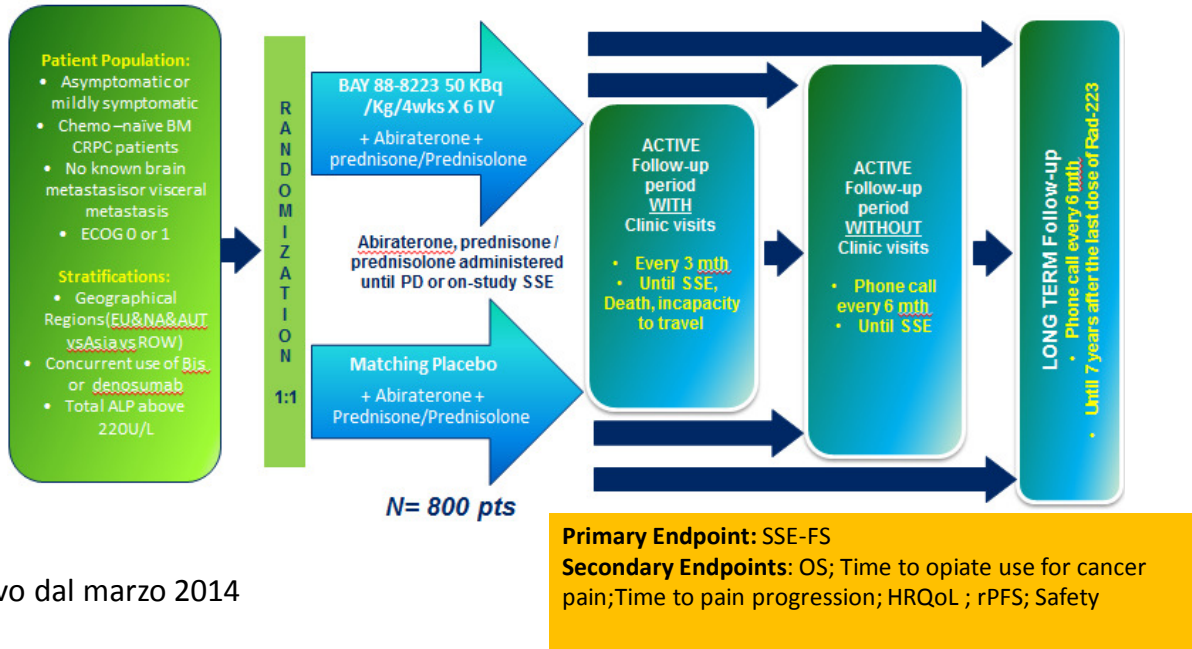 Patient Population:
• Asymptomatic or
mildly symptomatic
• Chemo –naïve BM
CRPC patients
• No known brain
metastasisor visceral
metastasis
• ECOG 0 or 1
Stratifications:
• Geographical
Regions(EU&NA&AUT
vsAsia vs ROW)
• Concurrent use of Bis
or denosumab
• Total ALP above
220U/L
RANDOMIZATION
1:1
BAY 88-8223 50 KBq
/Kg/4wks X 6 IV
+ Abiraterone +
prednisone/Prednisolone
Abiraterone, prednisone /
prednisolone administered
until PD or on-study SSE
Matching Placebo
+ Abiraterone +
Prednisone/Prednisolone
N= 800 pts
ACTIVE
Follow-up
period
WITH
Clinic visits
• Every 3 mth
• Until SSE,
Death, incapacity
to travel
ACTIVE
Follow-up
period
WITHOUT
Clinic visits
• Phone call
every 6 mth
• Until SSE
LONG TERM Follow-up
• Phone call every 6 mth
• Until 7 years after the last dose of Rad-223
Primary Endpoint: SSE-FS
Secondary Endpoints: OS; Time to opiate use for cancer
pain;Time to pain progression; HRQoL ; rPFS; Safety
vo dal marzo 2014